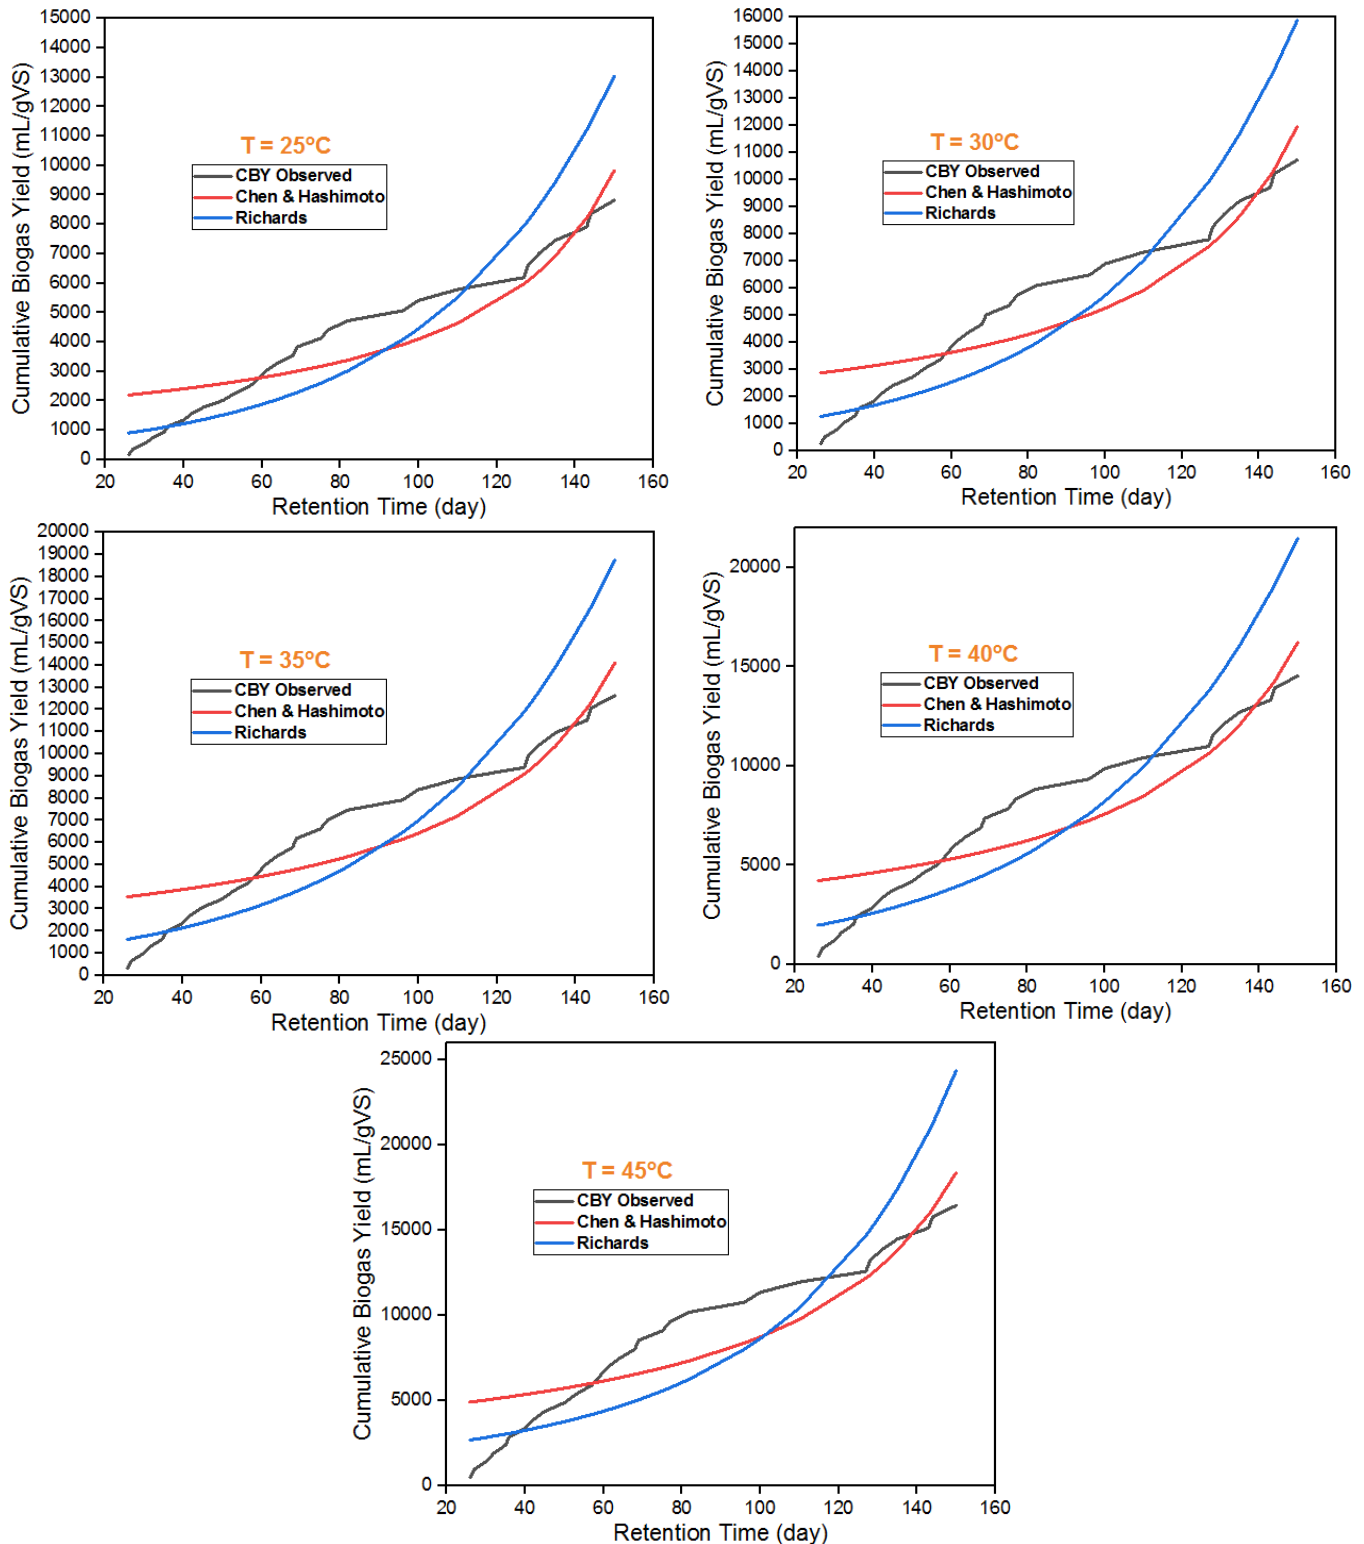 Cumulative Biogas Yield (mL/gVS)
15000
14000
13000
12000
11000
10000
9000
8000
7000
6000
5000
4000
3000
2000
1000
0
T = 25°C
CBY Observed
Chen & Hashimoto
Richards
20 40 60 80 100 120 140 160
Retention Time (day)
Cumulative Biogas Yield (mL/gVS)
16000
15000
14000
13000
12000
11000
10000
9000
8000
7000
6000
5000
4000
3000
2000
1000
0
T = 30°C
CBY Observed
Chen & Hashimoto
Richards
20 40 60 80 100 120 140 160
Retention Time (day)
Cumulative Biogas Yield (mL/gVS)
20000
19000
18000
17000
16000
15000
14000
13000
12000
11000
10000
9000
8000
7000
6000
5000
4000
3000
2000
1000
0
T = 35°C
CBY Observed
Chen & Hashimoto
Richards
20 40 60 80 100 120 140 160
Retention Time (day)
Cumulative Biogas Yield (mL/gVS)
20000
15000
10000
5000
0
T = 40°C
CBY Observed
Chen & Hashimoto
Richards
20 40 60 80 100 120 140 160
Retention Time (day)
Cumulative Biogas Yield (mL/gVS)
25000
20000
15000
10000
5000
0
T = 45°C
CBY Observed
Chen & Hashimoto
Richards
20 40 60 80 100 120 140 160
Retention Time (day)